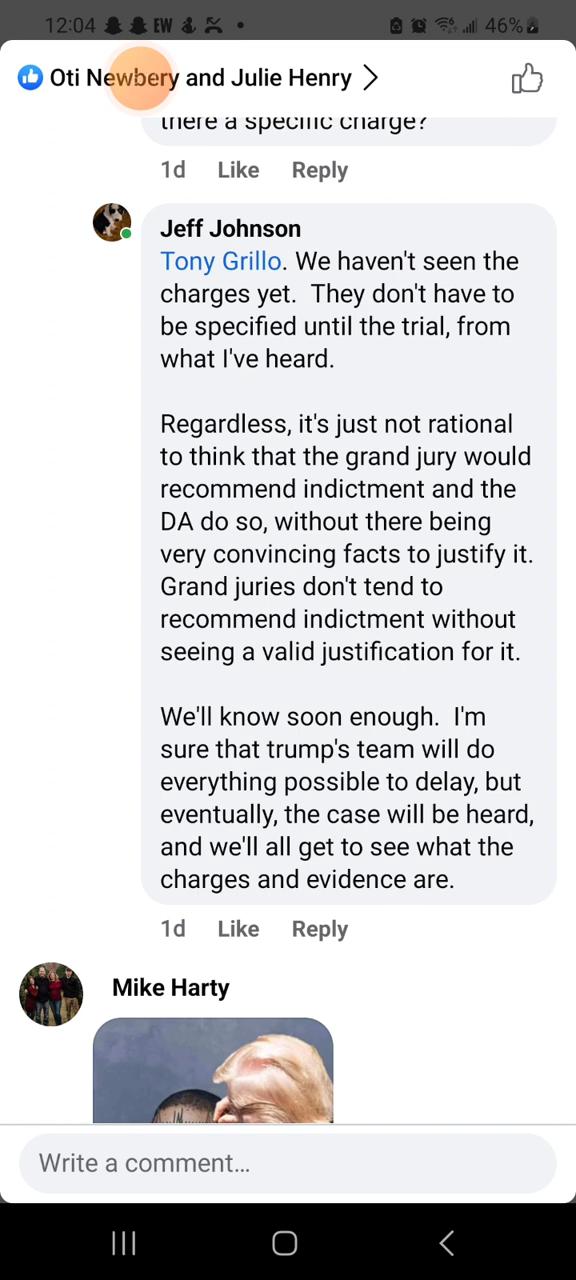 12:04 EW 46%
Oti Newbery and Julie Henry
there a specific charge?
1d Like Reply
Jeff Johnson
Tony Grillo. We haven't seen the
charges yet. They don't have to
be specified until the trial, from
what I've heard.
Regardless, it's just not rational
to think that the grand jury would
recommend indictment and the
DA do so, without there being
very convincing facts to justify it.
Grand juries don't tend to
recommend indictment without
seeing a valid justification for it.
We'll know soon enough. I'm
sure that trump's team will do
everything possible to delay, but
eventually, the case will be heard,
and we'll all get to see what the
charges and evidence are.
1d Like Reply
Mike Harty
Write a comment...